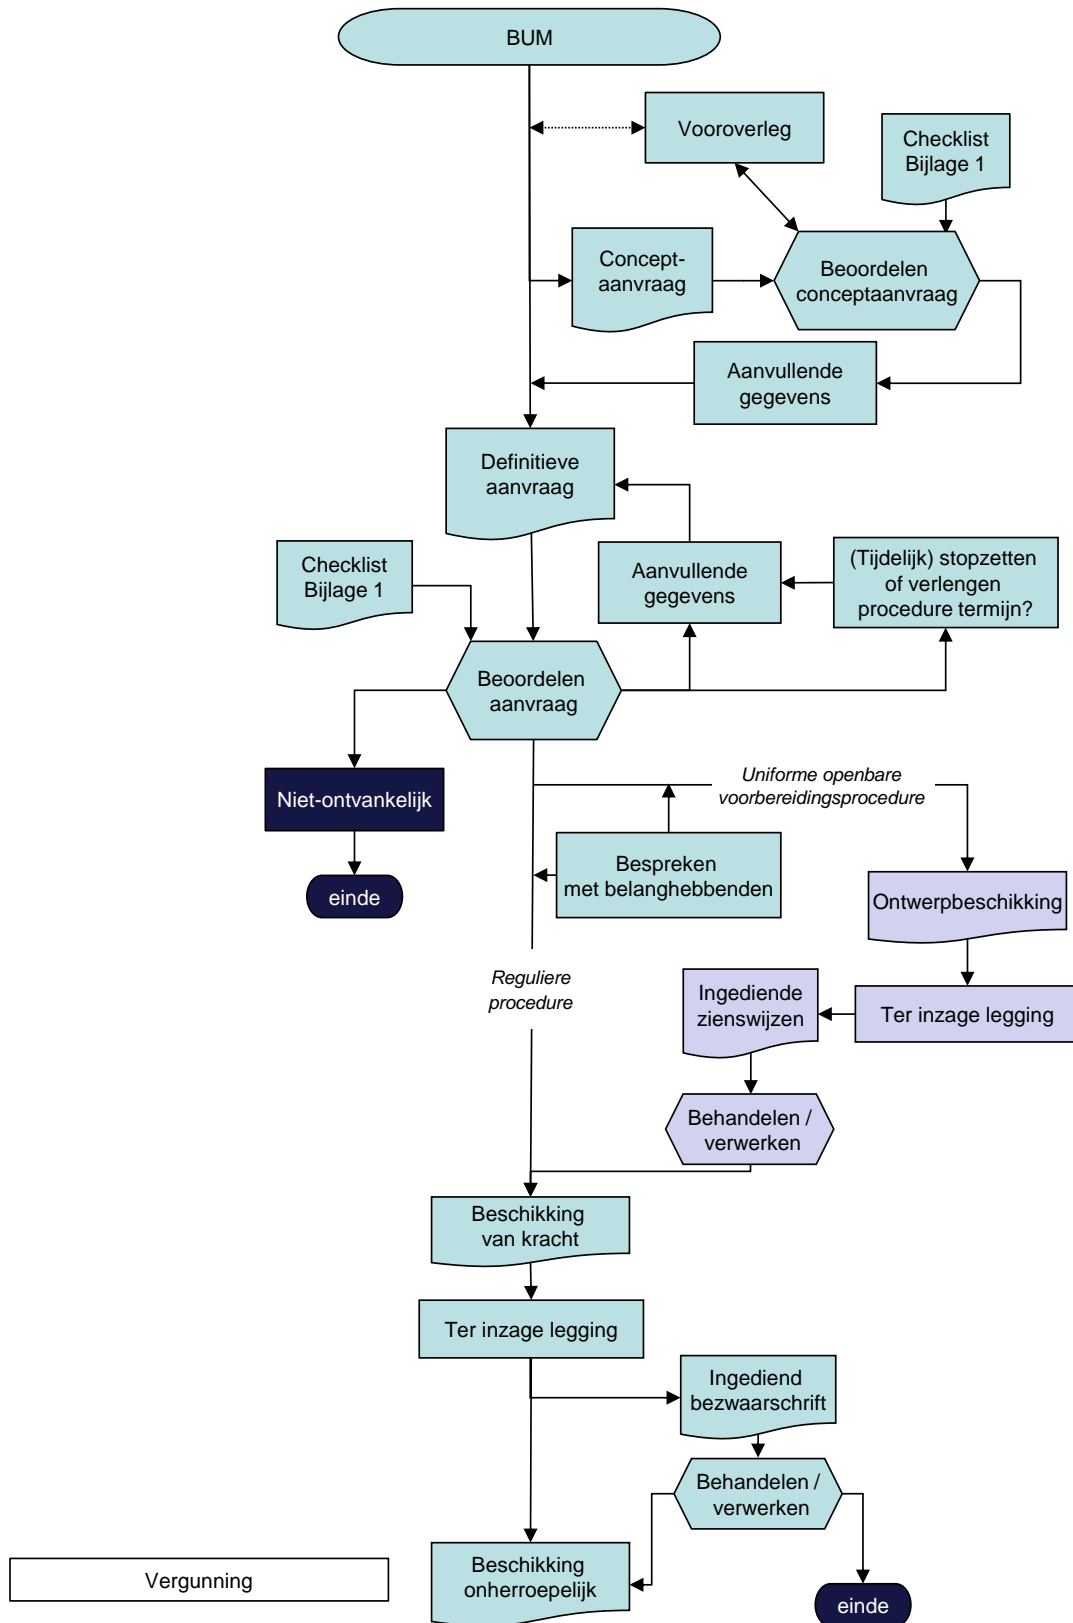 BUM
Vooroverleg
Checklist
Bijlage 1
Concept-
aanvraag
Beoordelen
conceptaanvraag
Aanvullende
gegevens
Definitieve
aanvraag
Checklist
Bijlage 1
Aanvullende
gegevens
(Tijdelijk) stopzetten
of verlengen
procedure termijn?
Beoordelen
aanvraag
Niet-ontvankelijk
einde
Uniforme openbare
voorbereidingsprocedure
Bespreken
met belanghebbenden
Ontwerpbeschikking
Reguliere
procedure
Ingediende
zienswijzen
Ter inzage legging
Behandelen /
verwerken
Beschikking
van kracht
Ter inzage legging
Ingediend
bezwaarschrift
Behandelen /
verwerken
Beschikking
onherroepelijk
Vergunning
einde